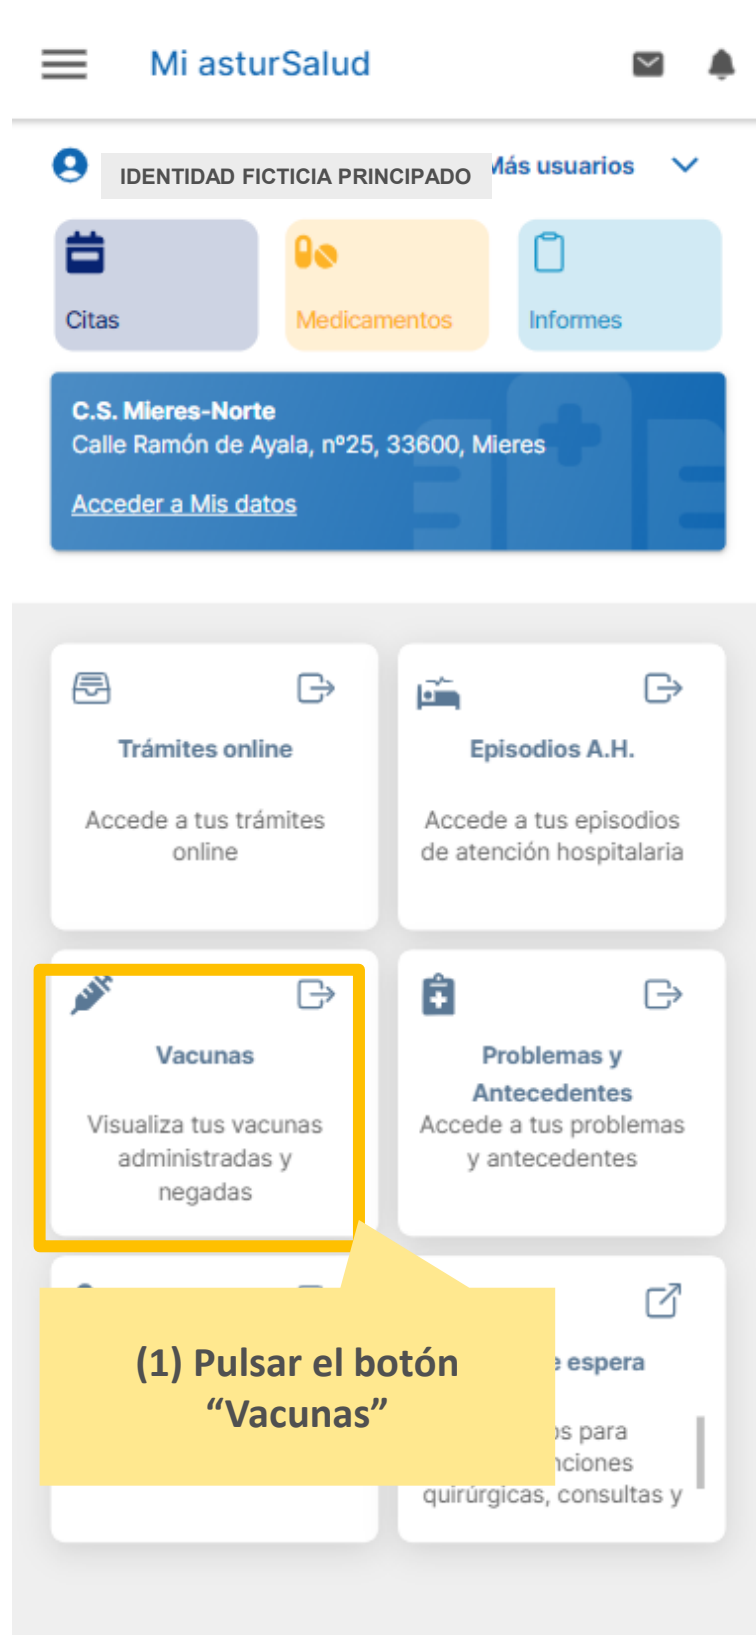 Mi asturSalud
IDENTIDAD FICTICIA PRINCIPADO
Más usuarios
Citas
Medicamentos
Informes
C.S. Mieres-Norte
Calle Ramón de Ayala, nº25, 33600, Mieres
Acceder a Mis datos
Trámites online
Accede a tus trámites
online
Episodios A.H.
Accede a tus episodios
de atención hospitalaria
Vacunas
Visualiza tus vacunas
administradas y
negadas
Problemas y
Antecedentes
Accede a tus problemas
y antecedentes
(1) Pulsar el botón
“Vacunas”
espera
para
quirúrgicas, consultas y